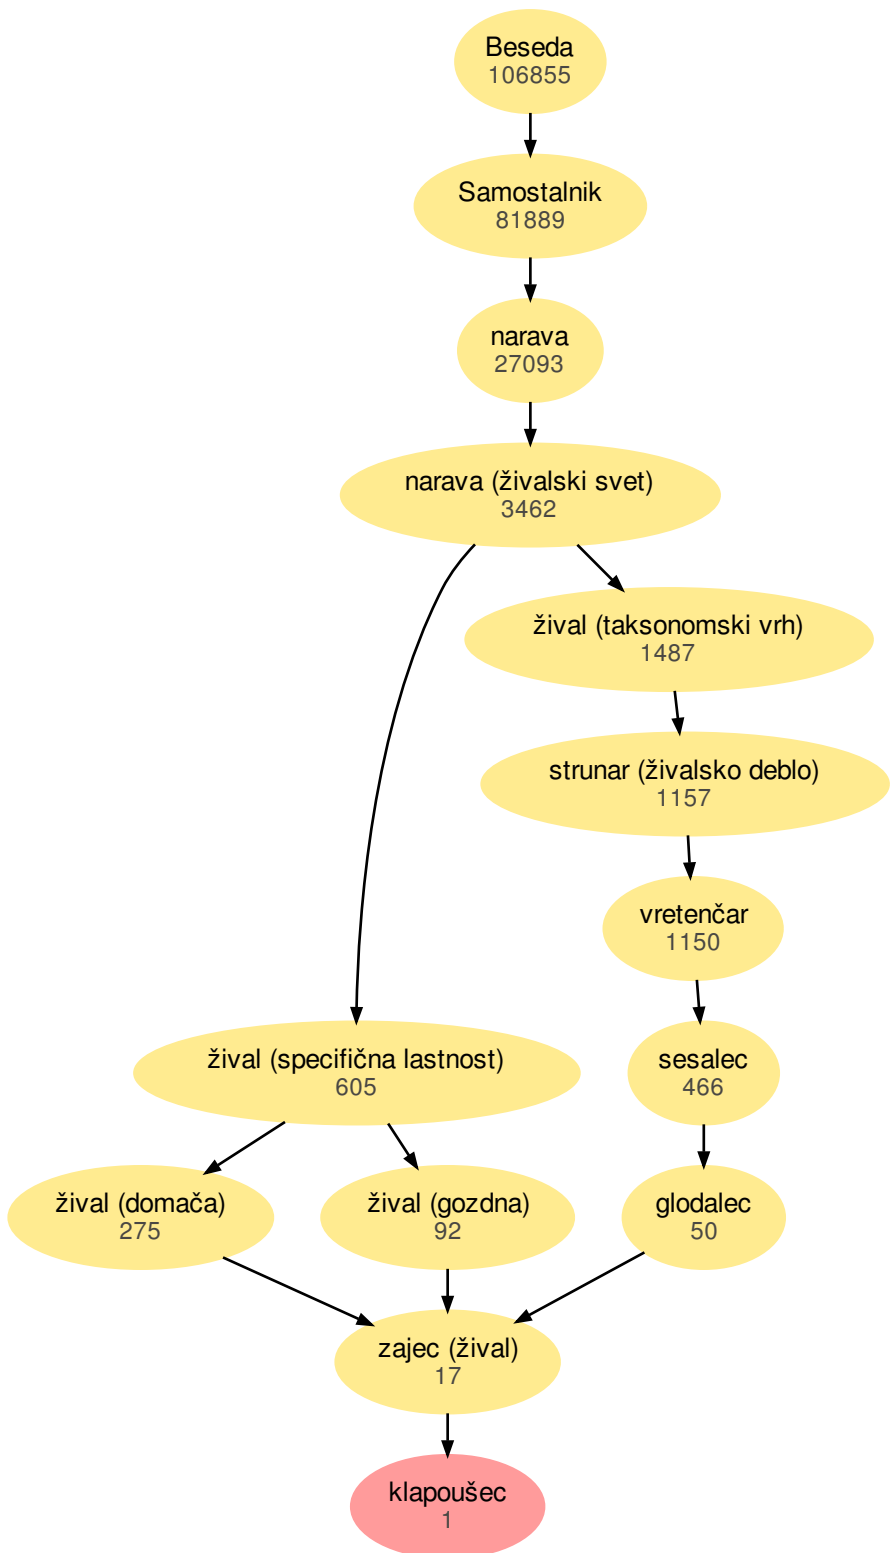 Beseda
106855
Samostalnik
81889
narava
27093
narava (živalski svet)
3462
žival (taksonomski vrh)
1487
strunar (živalsko deblo)
1157
vretenčar
1150
žival (specifična lastnost)
605
sesalec
466
žival (domača)
275
žival (gozdna)
92
glodalec
50
zajec (žival)
17
klapoušec
1